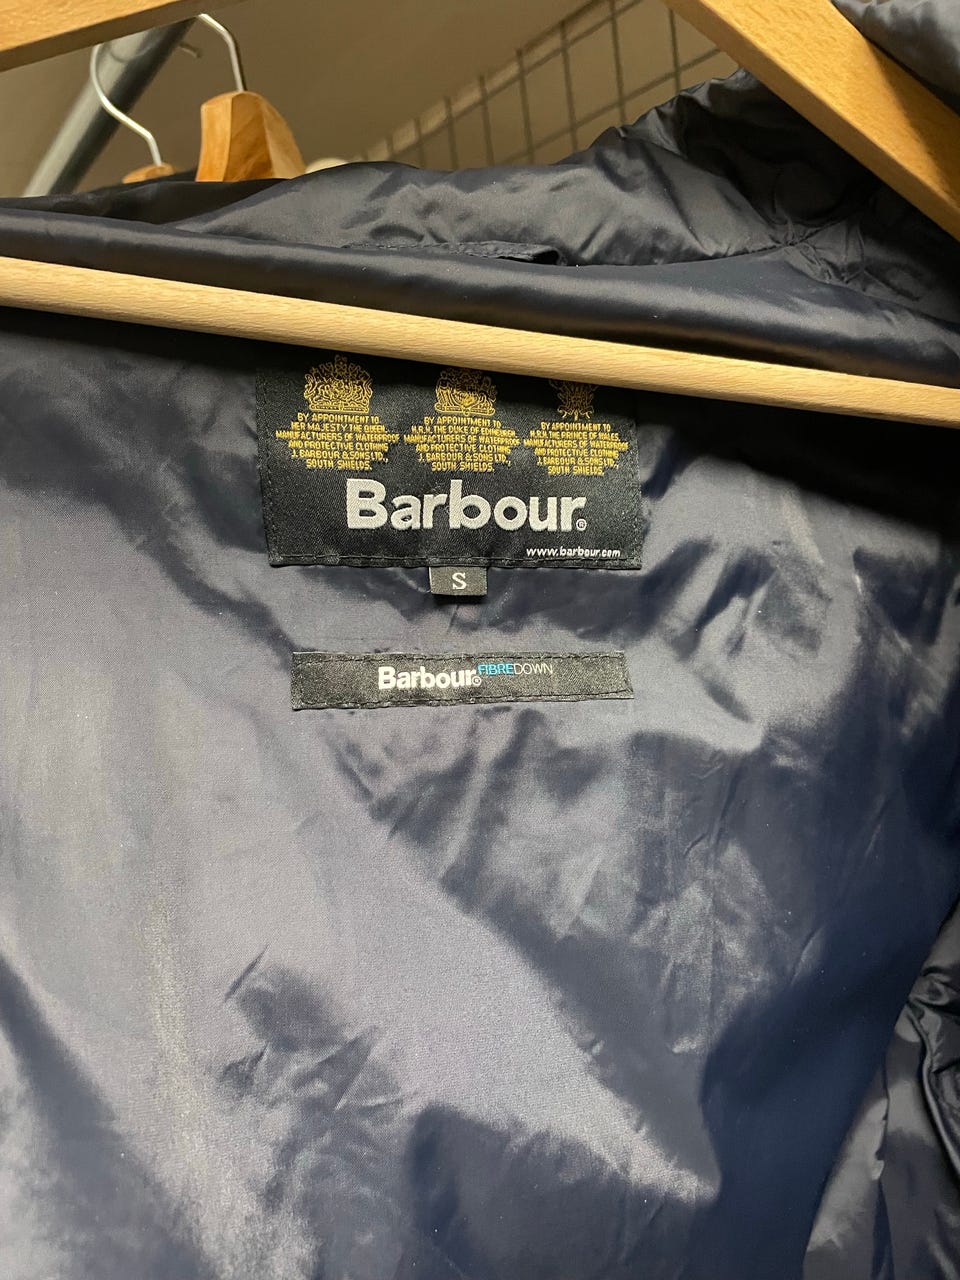 BY APPOINTMENT TO
HER MAJESTY THE QUEEN
MANUFACTURERS OF WATERPROOF
AND PROTECTIVE CLOTHING
J. BARBOUR & SONS LTD,
SOUTH SHIELDS
BY APPOINTMENT TO
H.R.H. THE DUKE OF EDINBURGH
MANUFACTURERS OF WATERPROOF
AND PROTECTIVE CLOTHING
J. BARBOUR & SONS LTD,
SOUTH SHIELDS
BY APPOINTMENT TO
H.R.H. THE PRINCE OF WALES
MANUFACTURERS OF WATERPROOF
AND PROTECTIVE CLOTHING
J. BARBOUR & SONS LTD,
SOUTH SHIELDS
Barbour®
www.barbour.com
S
Barbour® FIBREDOWN